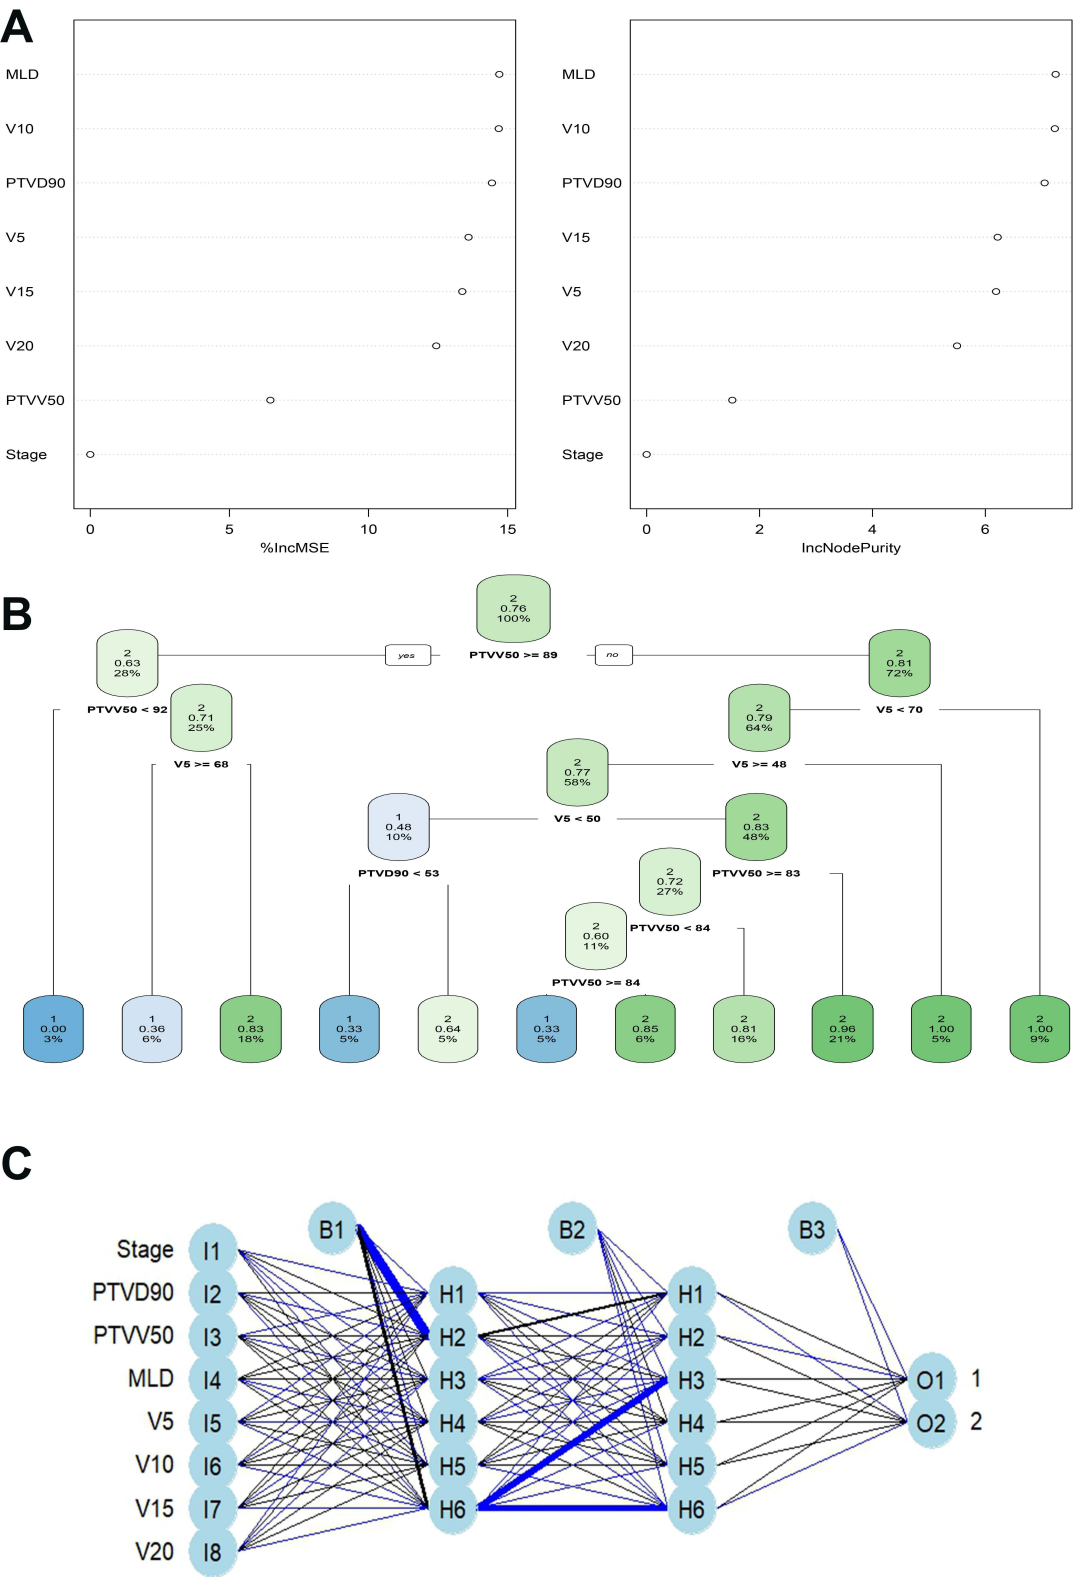 A
MLD
V10
PTVD90
V5
V15
V20
PTVV50
Stage
0 5 10 15
%IncMSE
MLD
V10
PTVD90
V15
V5
V20
PTVV50
Stage
0 2 4 6
IncNodePurity
B
2
0.76
100%
yes
PTVV50 >= 89
no
2
0.63
28%
2
0.81
72%
PTVV50 < 92
2
0.71
25%
2
0.79
64%
V5 < 70
V5 >= 68
2
0.77
58%
V5 >= 48
1
0.48
10%
V5 < 50
2
0.83
48%
PTVD90 < 53
2
0.72
27%
PTVV50 >= 83
2
0.60
11%
PTVV50 < 84
PTVV50 >= 84
1
0.00
3%
1
0.36
6%
2
0.83
18%
1
0.33
5%
2
0.64
5%
1
0.33
5%
2
0.85
6%
2
0.81
16%
2
0.96
21%
2
1.00
5%
2
1.00
9%
C
B1 B2 B3
Stage I1
PTVD90 I2 H1 H1
PTVV50 I3 H2 H2
MLD I4 H3 H3 O1 1
V5 I5 H4 H4 O2 2
V10 I6 H5 H5
V15 I7 H6 H6
V20 I8